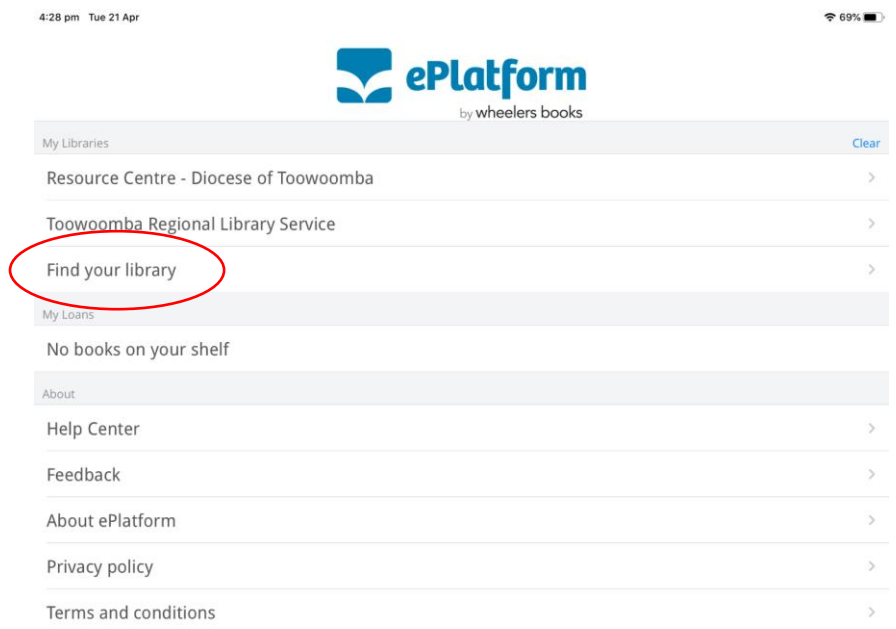 4:28 pm Tue 21 Apr
69%
ePlatform
by wheelers books
My Libraries
Clear
Resource Centre - Diocese of Toowoomba
Toowoomba Regional Library Service
Find your library
My Loans
No books on your shelf
About
Help Center
Feedback
About ePlatform
Privacy policy
Terms and conditions